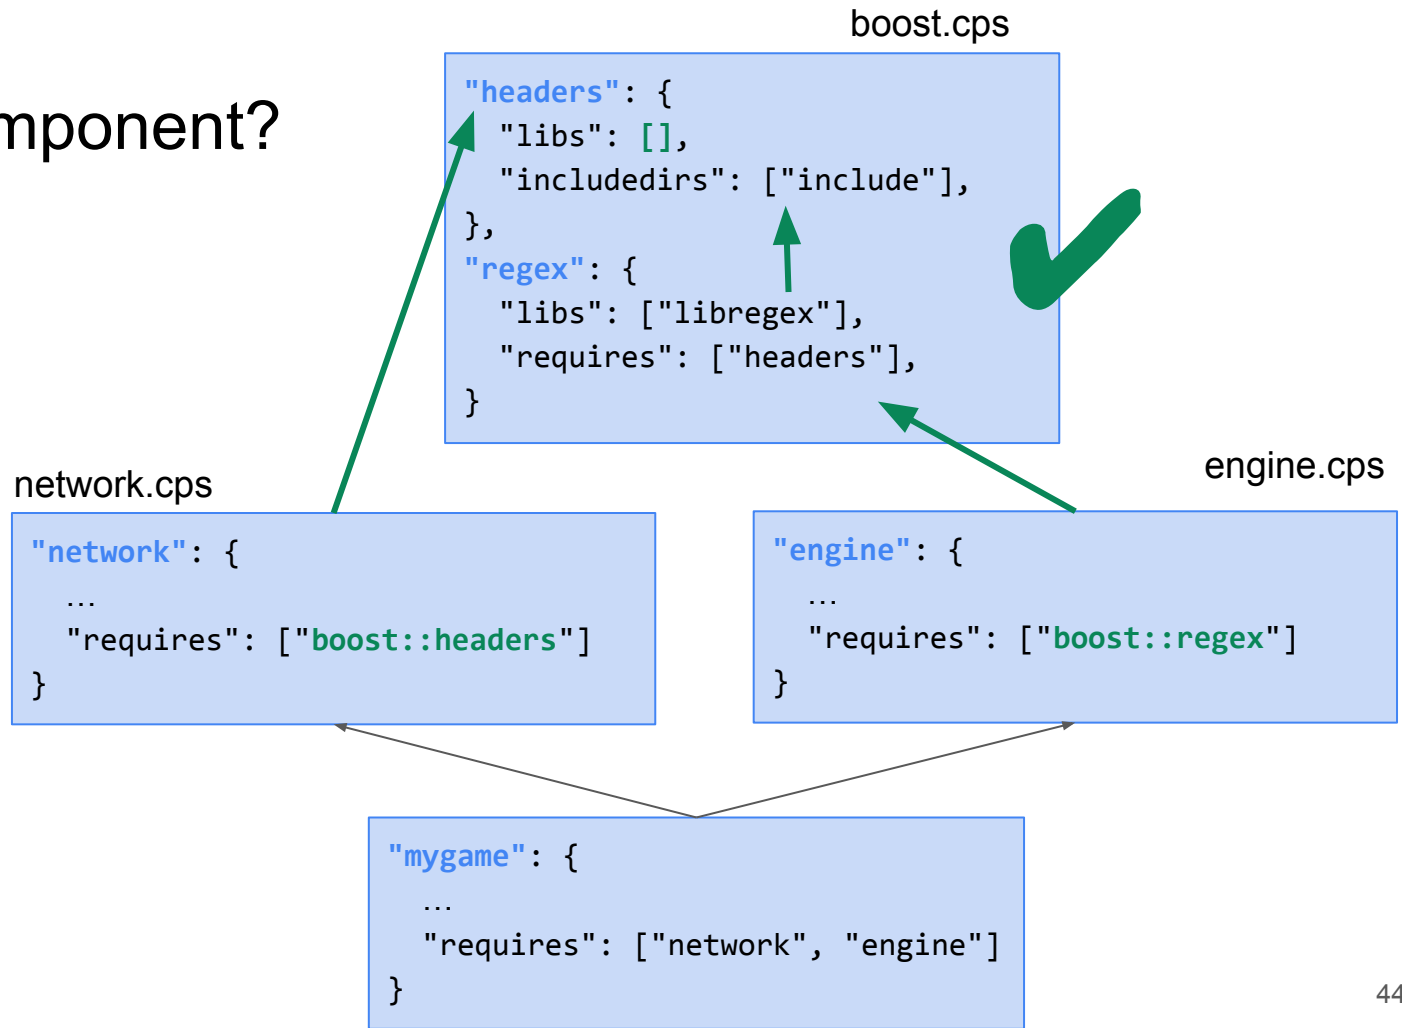 mponent?
boost.cps
"headers": {
"libs": [],
"includedirs": ["include"],
},
"regex": {
"libs": ["libregex"],
"requires": ["headers"],
}
network.cps
"network": {
…
"requires": ["boost::headers"]
}
engine.cps
"engine": {
…
"requires": ["boost::regex"]
}
"mygame": {
…
"requires": ["network", "engine"]
}
44